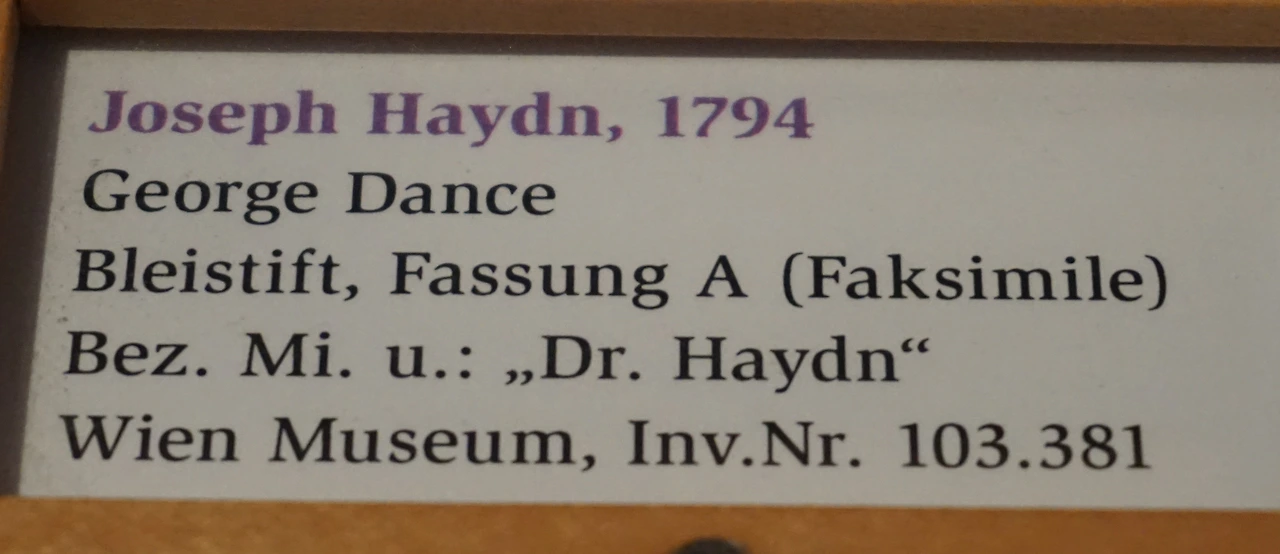 Joseph Haydn, 1794
George Dance
Bleistift, Fassung A (Faksimile)
Bez. Mi. u.: „Dr. Haydn“
Wien Museum, Inv.Nr. 103.381